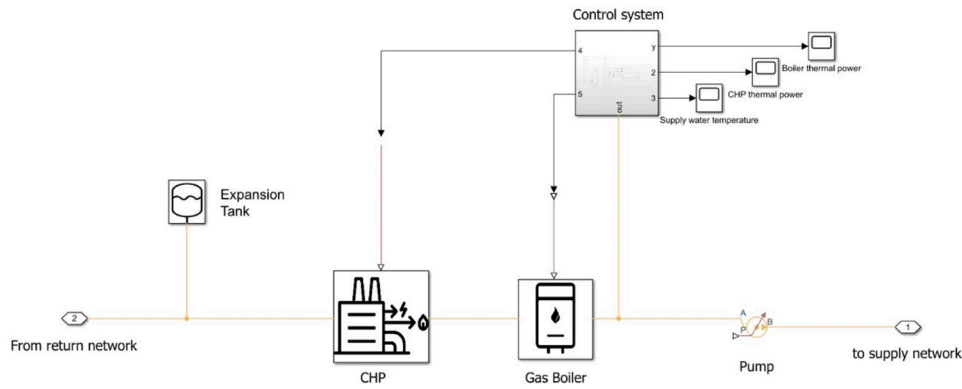 Control system
4
y
Boiler thermal power
2
CHP thermal power
5
3
out
Supply water temperature
Expansion
Tank
2
A
P
B
1
From return network
to supply network
CHP
Gas Boiler
Pump